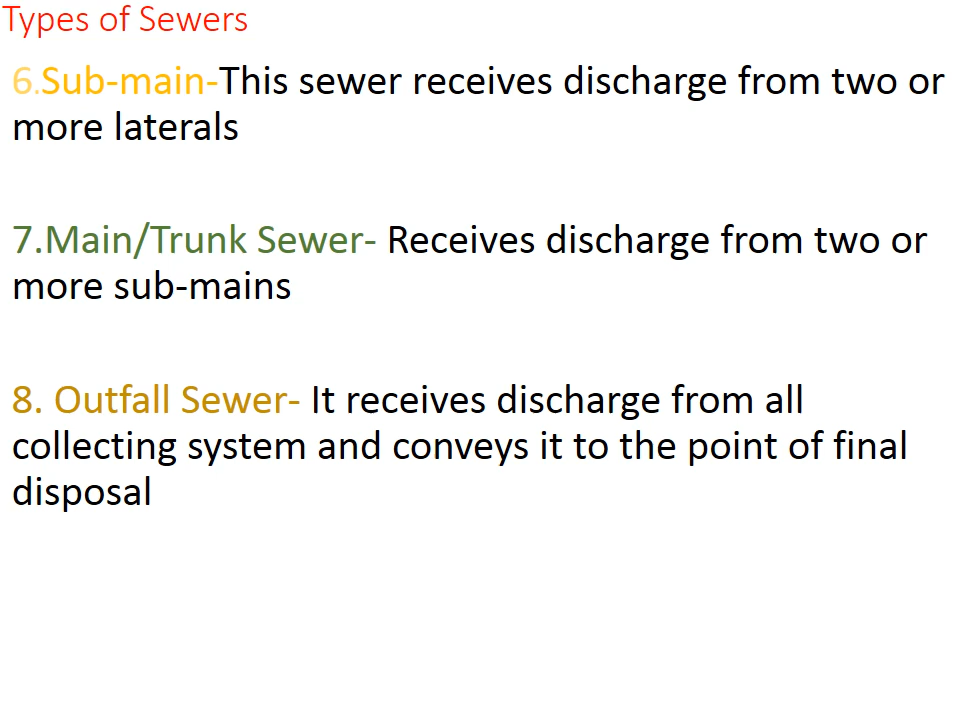 Types of Sewers
6.Sub-main-This sewer receives discharge from two or
more laterals
7.Main/Trunk Sewer- Receives discharge from two or
more sub-mains
8. Outfall Sewer- It receives discharge from all
collecting system and conveys it to the point of final
disposal